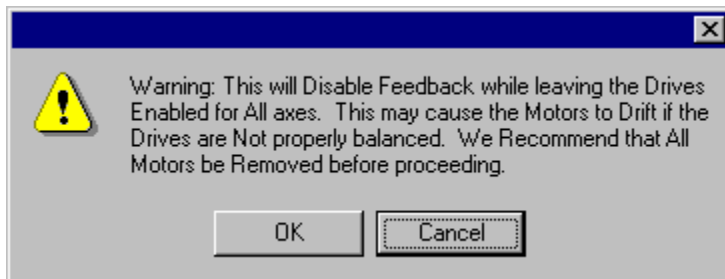 Warning: This will Disable Feedback while leaving the Drives
Enabled for All axes.  This may cause the Motors to Drift if the
Drives are Not properly balanced.  We Recommend that All
Motors be Removed before proceeding.
OK
Cancel